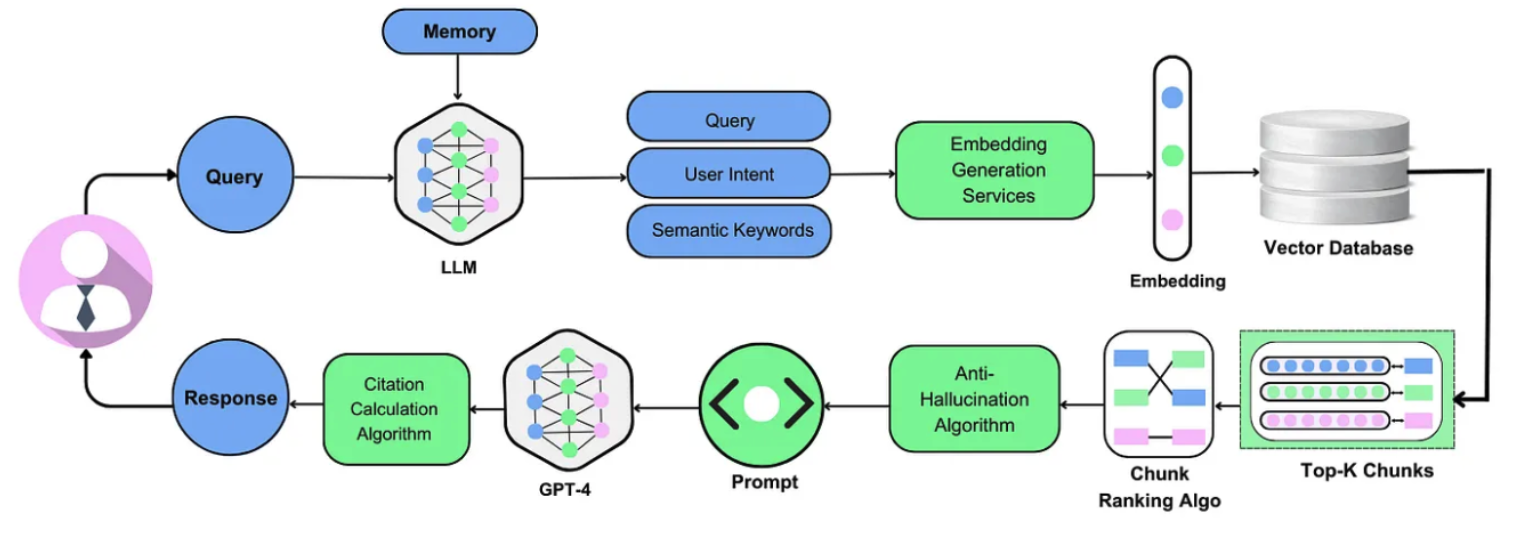 Memory
Query
LLM
Query
User Intent
Semantic Keywords
Embedding
Generation
Services
Embedding
Vector Database
Top-K Chunks
Chunk
Ranking Algo
Anti-
Hallucination
Algorithm
Prompt
GPT-4
Citation
Calculation
Algorithm
Response